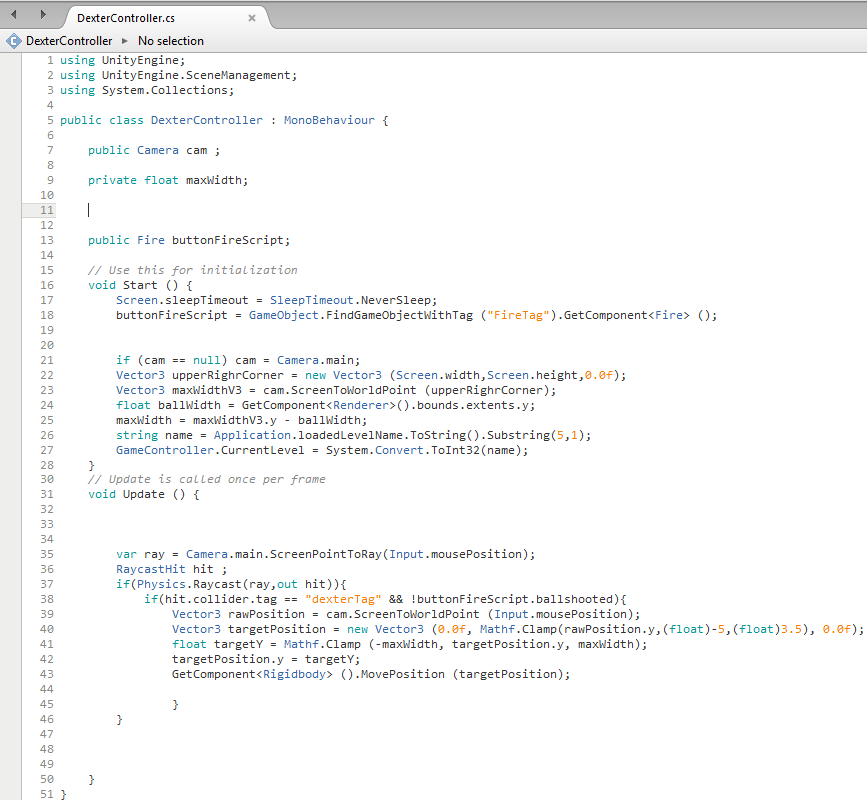 DexterController.cs ×
DexterController ▸ No selection
1 using UnityEngine;
2 using UnityEngine.SceneManagement;
3 using System.Collections;
4
5 public class DexterController : MonoBehaviour {
6
7     public Camera cam ;
8
9     private float maxWidth;
10
11
12
13     public Fire buttonFireScript;
14
15     // Use this for initialization
16     void Start () {
17         Screen.sleepTimeout = SleepTimeout.NeverSleep;
18         buttonFireScript = GameObject.FindGameObjectWithTag ("FireTag").GetComponent<Fire> ();
19
20
21         if (cam == null) cam = Camera.main;
22         Vector3 upperRighrCorner = new Vector3 (Screen.width,Screen.height,0.0f);
23         Vector3 maxWidthV3 = cam.ScreenToWorldPoint (upperRighrCorner);
24         float ballWidth = GetComponent<Renderer>().bounds.extents.y;
25         maxWidth = maxWidthV3.y - ballWidth;
26         string name = Application.loadedLevelName.ToString().Substring(5,1);
27         GameController.CurrentLevel = System.Convert.ToInt32(name);
28     }
30     // Update is called once per frame
31     void Update () {
32
33
34
35         var ray = Camera.main.ScreenPointToRay(Input.mousePosition);
36         RaycastHit hit ;
37         if(Physics.Raycast(ray,out hit)){
38             if(hit.collider.tag == "dexterTag" && !buttonFireScript.ballshooted){
39                 Vector3 rawPosition = cam.ScreenToWorldPoint (Input.mousePosition);
40                 Vector3 targetPosition = new Vector3 (0.0f, Mathf.Clamp(rawPosition.y,(float)-5,(float)3.5), 0.0f);
41                 float targetY = Mathf.Clamp (-maxWidth, targetPosition.y, maxWidth);
42                 targetPosition.y = targetY;
43                 GetComponent<Rigidbody> ().MovePosition (targetPosition);
44
45                 }
46         }
47
48
49
50     }
51 }